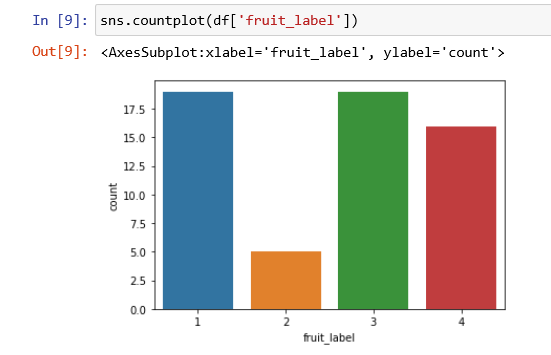 In [9]: sns.countplot(df['fruit_label'])
Out[9]: <AxesSubplot:xlabel='fruit_label', ylabel='count'>
17.5
15.0
12.5
10.0
7.5
5.0
2.5
0.0
count
1 2 3 4
fruit_label